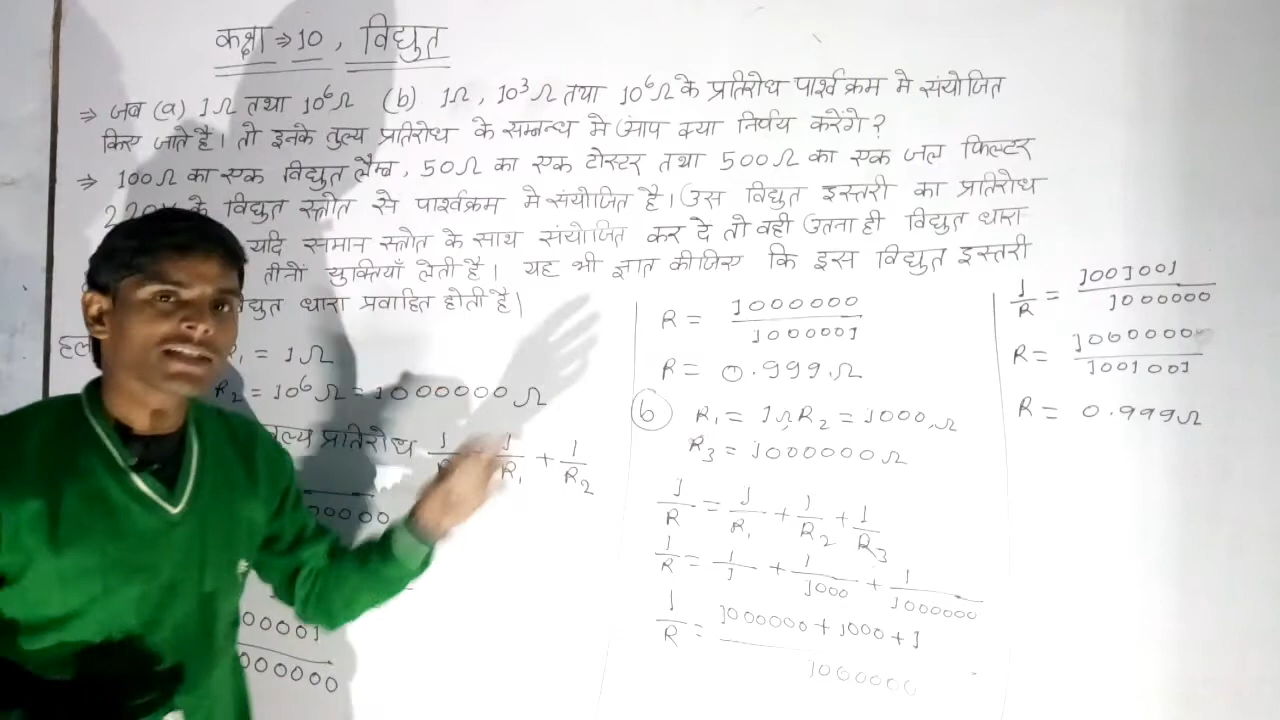 कक्षा ⇒ 10 , विद्युत
⇒ जब (a) 1Ω तथा 10⁶Ω (b) 1Ω , 10³Ω तथा 10⁶Ω के प्रतिरोध पार्श्वक्रम मे संयोजित
किए जाते है। तो इनके तुल्य प्रतिरोध के सम्बन्ध मे आप क्या निर्णय करेंगे ?
⇒ 100Ω का एक विद्युत लैम्ब , 50Ω का एक टोस्टर तथा 500Ω का एक जल फिल्टर
220V के विद्युत स्त्रोत से पार्श्वक्रम मे संयोजित है। उस विद्युत इस्तरी का प्रतिरोध
यदि समान स्त्रोत के साथ संयोजित कर दे तो वही उतना ही विद्युत धारा
तीनों युक्तियाँ लेती है। यह भी ज्ञात कीजिए कि इस विद्युत इस्तरी
द्युत धारा प्रवाहित होती है।
हल
= 1Ω
R₂ = 10⁶Ω = 1000000 Ω
ल्य प्रतिरोध 1/ 1/R₁ + 1/R₂
00001
000000
R = 1000000/1000001
R = 0.999Ω
(b) R₁ = 1Ω, R₂ = 1000Ω
R₃ = 1000000Ω
1/R = 1/R₁ + 1/R₂ + 1/R₃
1/R = 1/1 + 1/1000 + 1/1000000
1/R = 1000000 + 1000 + 1/1000000
1/R = 1001001/1000000
R = 1000000/1001001
R = 0.999Ω